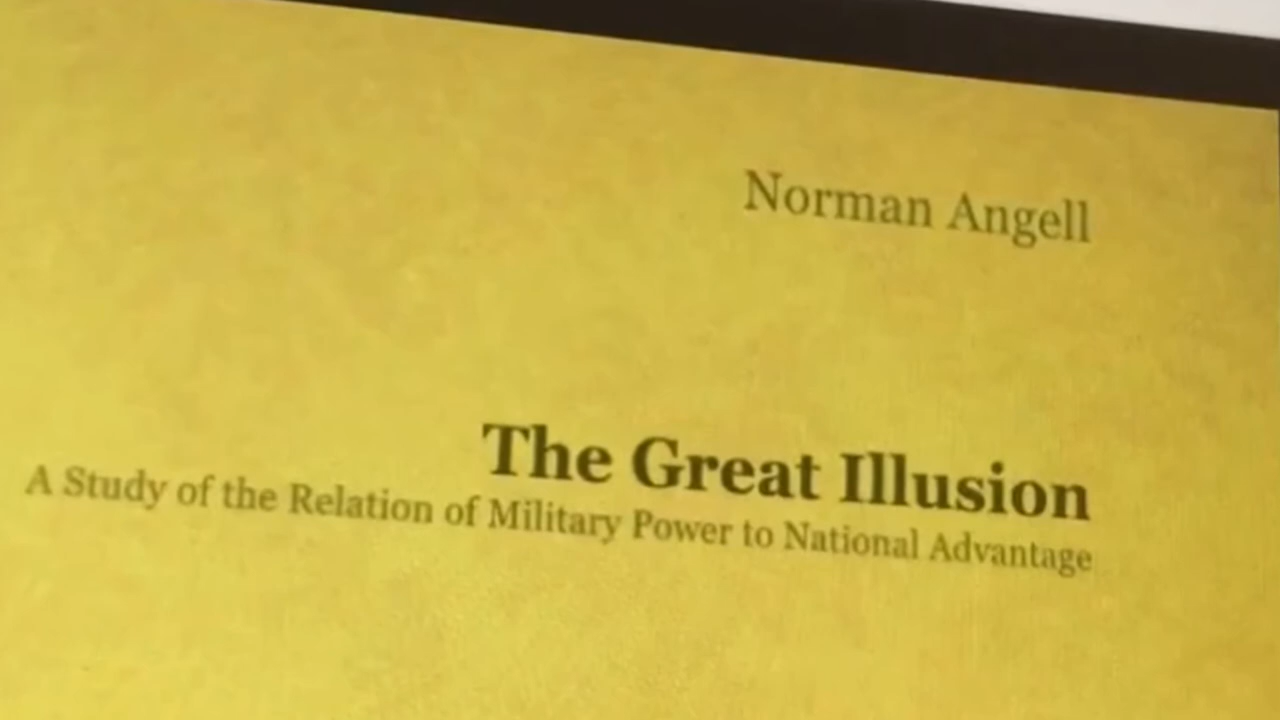 Norman Angell
The Great Illusion
A Study of the Relation of Military Power to National Advantage